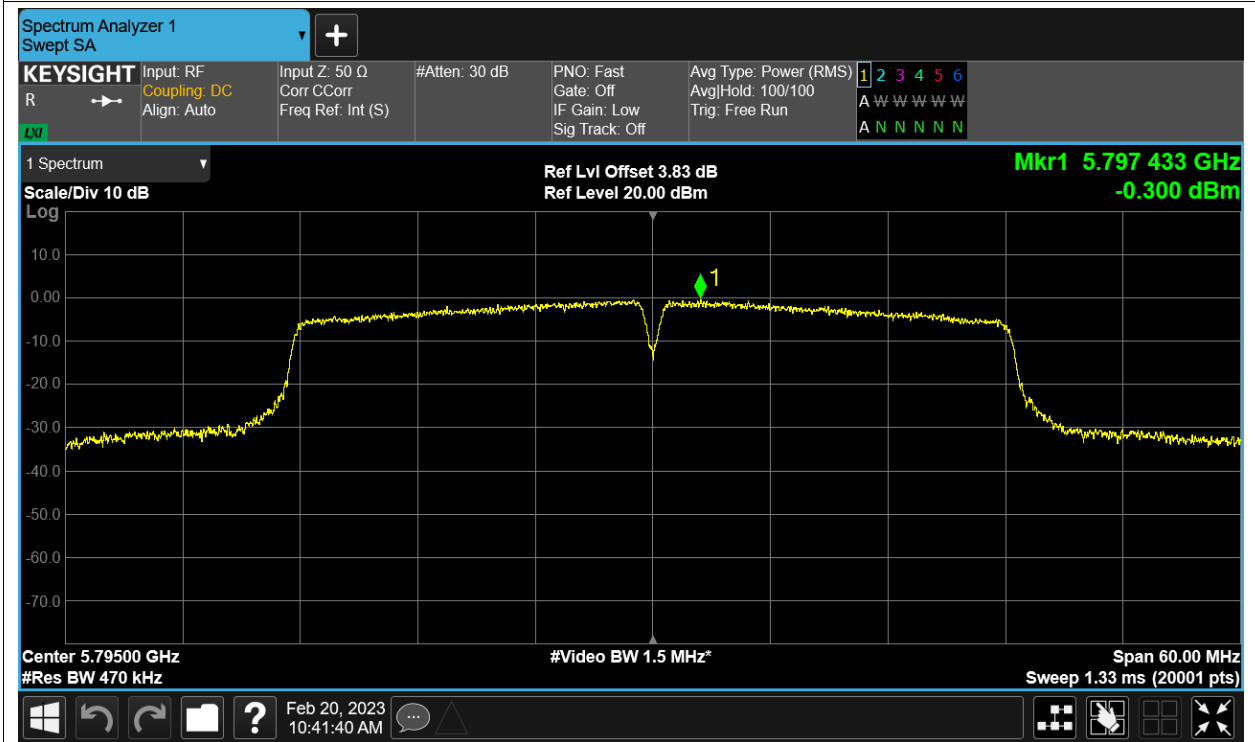 Spectrum Analyzer 1
Swept SA
+
KEYSIGHT
R
LXI
Input: RF
Coupling: DC
Align: Auto
Input Z: 50 Ω
Corr CCorr
Freq Ref: Int (S)
#Atten: 30 dB
PNO: Fast
Gate: Off
IF Gain: Low
Sig Track: Off
Avg Type: Power (RMS)
Avg|Hold: 100/100
Trig: Free Run
1 2 3 4 5 6
A W W W W W
A N N N N N
1 Spectrum
Scale/Div 10 dB
Log
Ref Lvl Offset 3.83 dB
Ref Level 20.00 dBm
Mkr1 5.797 433 GHz
-0.300 dBm
10.0
0.00
-10.0
-20.0
-30.0
-40.0
-50.0
-60.0
-70.0
1
Center 5.79500 GHz
#Res BW 470 kHz
#Video BW 1.5 MHz*
Span 60.00 MHz
Sweep 1.33 ms (20001 pts)
?
Feb 20, 2023
10:41:40 AM